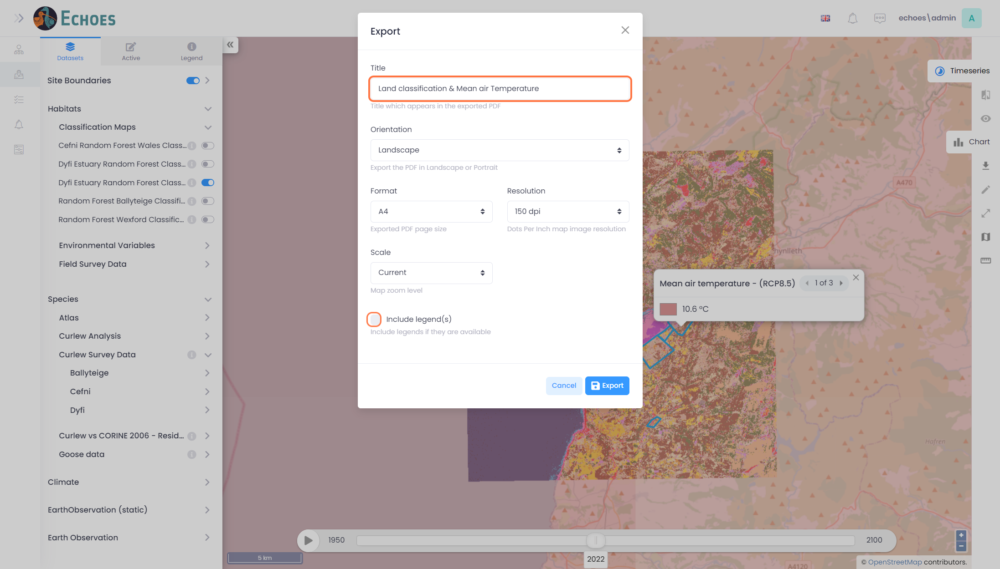 ECHOES
echoes\admin
A
Datasets
Active
Legend
Site Boundaries
Habitats
Classification Maps
Cefni Random Forest Wales Class...
Dyfi Estuary Random Forest Class...
Dyfi Estuary Random Forest Class...
Random Forest Ballyteige Classifi...
Random Forest Wexford Classific...
Environmental Variables
Field Survey Data
Species
Atlas
Curlew Analysis
Curlew Survey Data
Ballyteige
Cefni
Dyfi
Curlew vs CORINE 2006 - Resid...
Goose data
Climate
EarthObservation (static)
Earth Observation
Export
Title
Land classification & Mean air Temperature
Title which appears in the exported PDF
Orientation
Landscape
Export the PDF in Landscape or Portrait
Format
Resolution
A4
150 dpi
Exported PDF page size
Dots Per Inch map image resolution
Scale
Current
Map zoom level
Include legend(s)
Include legends if they are available
Cancel
Export
Timeseries
Chart
A470
hynlleth
Mean air temperature - (RCP8.5)
1 of 3
10.6 °C
Hafren
1950
2100
2022
5 km
A4120
© OpenStreetMap contributors.